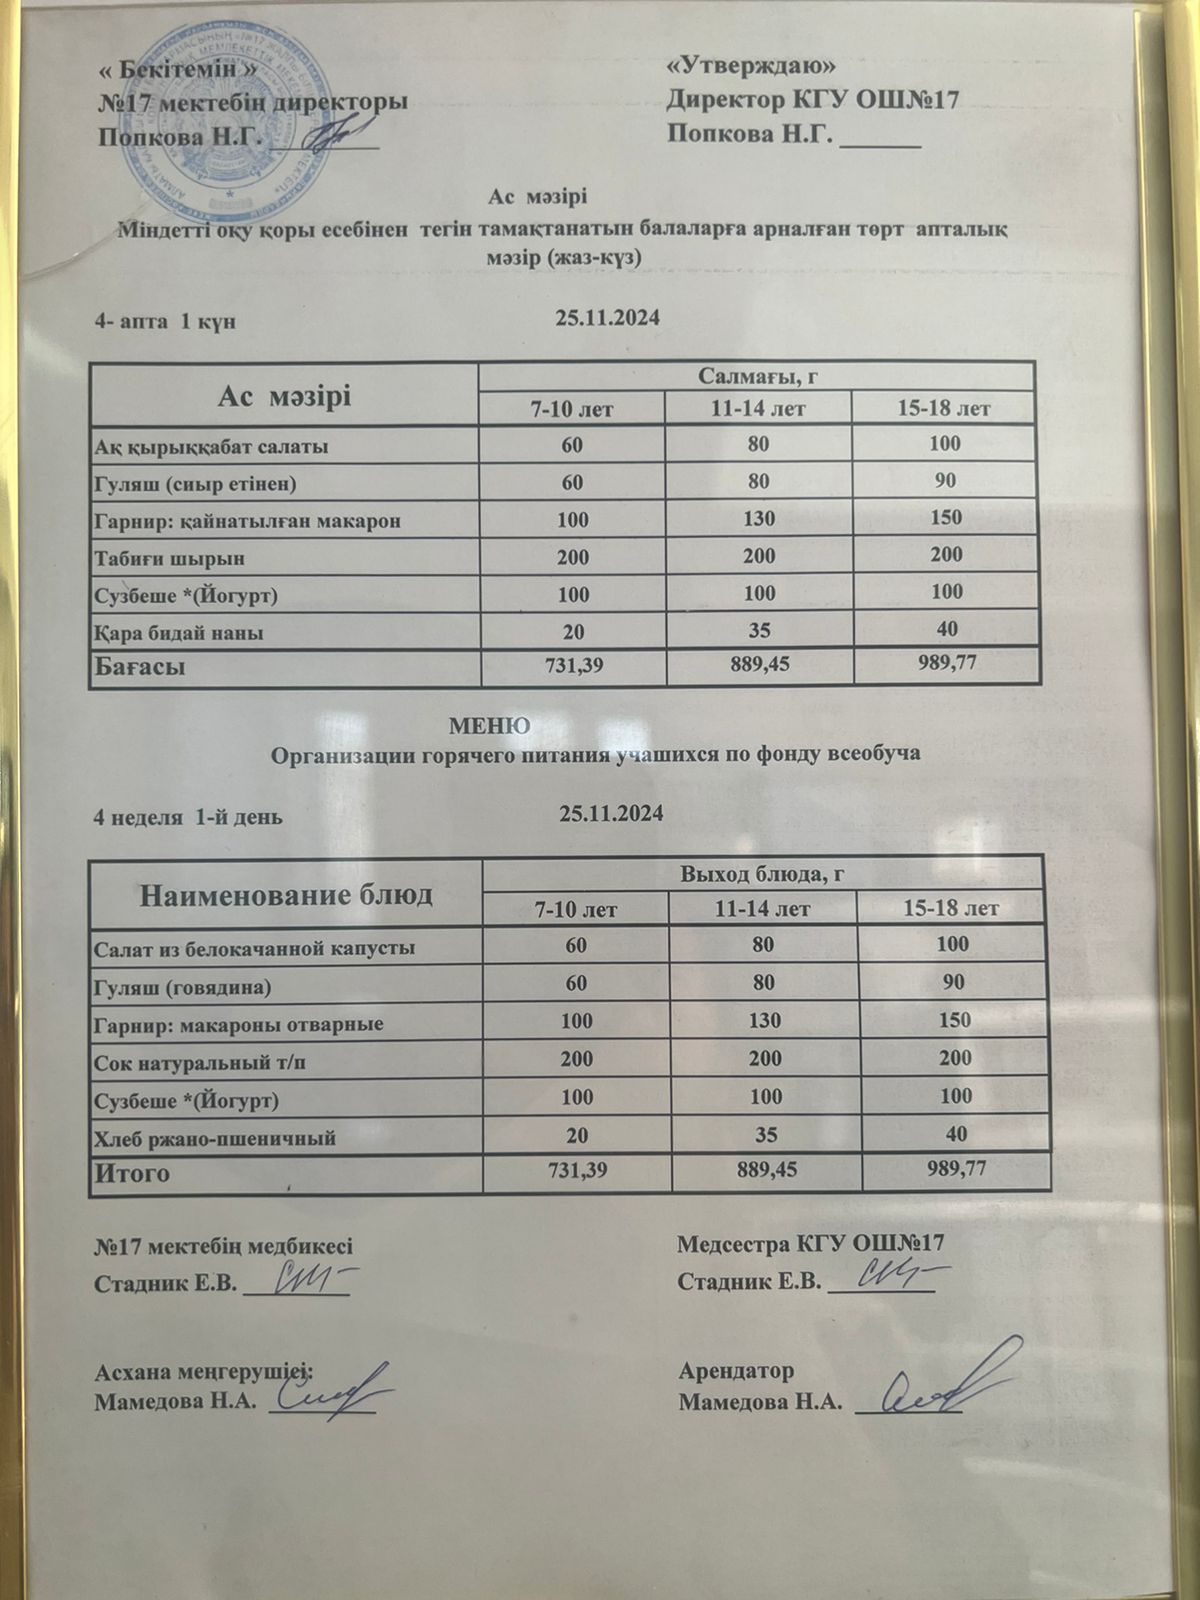 « Бекітемін »
№17 мектебің директоры
Попкова Н.Г. ________
«Утверждаю»
Директор КГУ ОШ№17
Попкова Н.Г. ______
Ас мәзірі
Міндетті оқу қоры есебінен тегін тамақтанатын балаларға арналған төрт апталық
мәзір (жаз-күз)
4- апта 1 күн 25.11.2024
Ас мәзірі Салмағы, г
7-10 лет 11-14 лет 15-18 лет
Ақ қырыққабат салаты 60 80 100
Гуляш (сиыр етінен) 60 80 90
Гарнир: қайнатылған макарон 100 130 150
Табиғи шырын 200 200 200
Сузбеше *(Йогурт) 100 100 100
Қара бидай наны 20 35 40
Бағасы 731,39 889,45 989,77
МЕНЮ
Организации горячего питания учашихся по фонду всеобуча
4 неделя 1-й день 25.11.2024
Наименование блюд Выход блюда, г
7-10 лет 11-14 лет 15-18 лет
Салат из белокачанной капусты 60 80 100
Гуляш (говядина) 60 80 90
Гарнир: макароны отварные 100 130 150
Сок натуральный т/п 200 200 200
Сузбеше *(Йогурт) 100 100 100
Хлеб ржано-пшеничный 20 35 40
Итого 731,39 889,45 989,77
№17 мектебің медбикесі
Стадник Е.В. ________
Медсестра КГУ ОШ№17
Стадник Е.В. ________
Асхана меңгерушісі:
Мамедова Н.А. ________
Арендатор
Мамедова Н.А. ________